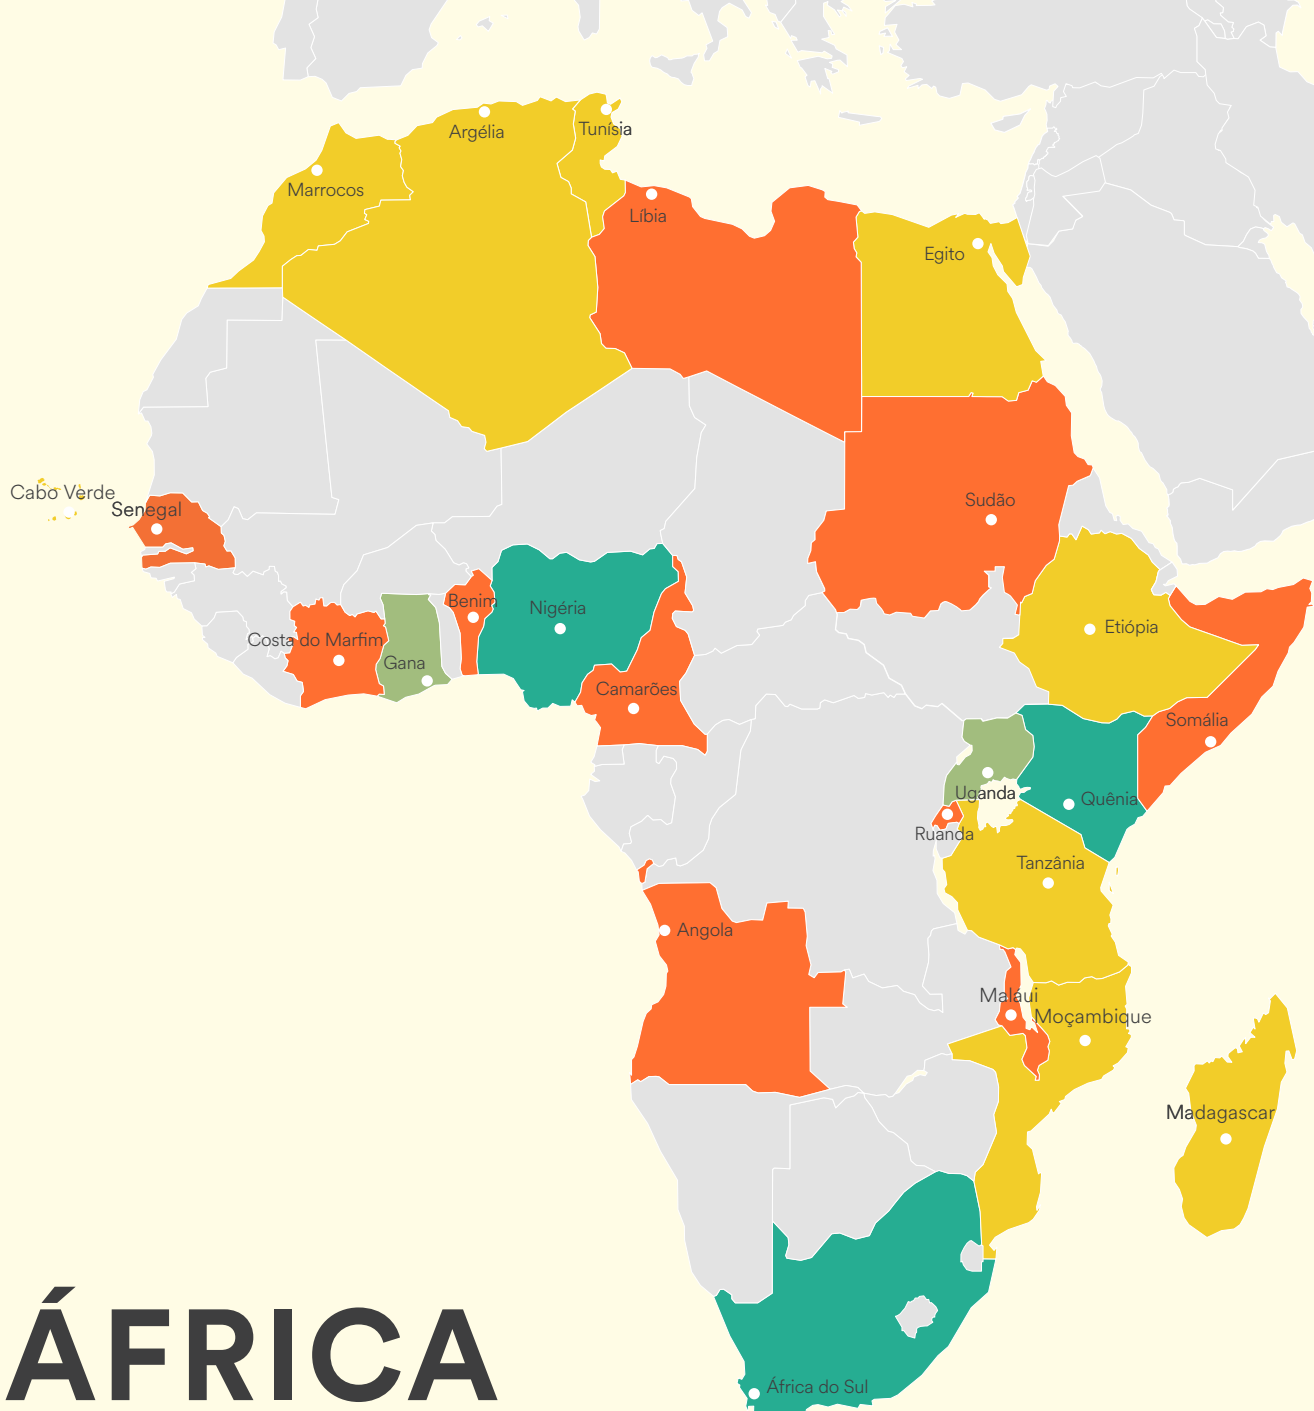 Tunísia
Argélia
Marrocos
Líbia
Egito
Cabo Verde
Senegal
Sudão
Benim
Nigéria
Etiópia
Costa do Marfim
Gana
Camarões
Somália
Uganda
Quênia
Ruanda
Tanzânia
Angola
Maláui
Moçambique
Madagascar
África do Sul
ÁFRICA